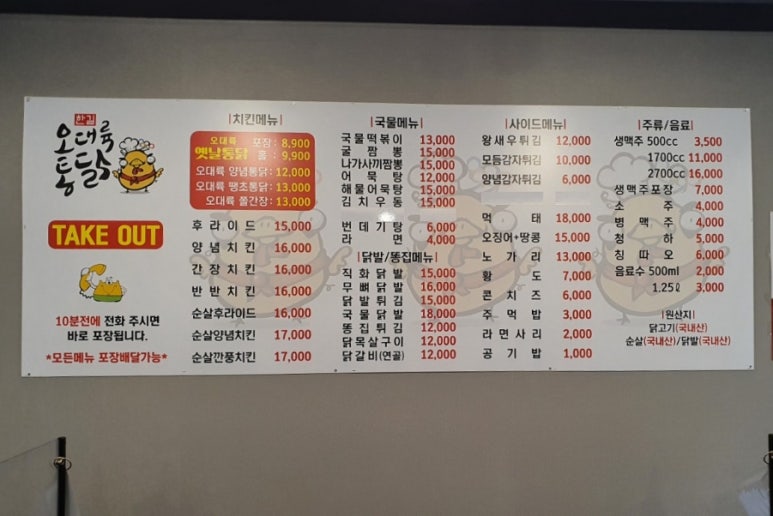 한길
오대륙
통닭
TAKE OUT
10분전에 전화 주시면
바로 포장됩니다.
*모든메뉴 포장배달가능*
|치킨메뉴|
오대륙 포장 : 8,900
옛날통닭 홀 : 9,900
오대륙 양념통닭 : 12,000
오대륙 땡초통닭 : 13,000
오대륙 쫄간장 : 13,000
후라이드 15,000
양념치킨 16,000
간장치킨 16,000
반반치킨 16,000
순살후라이드 16,000
순살양념치킨 17,000
순살깐풍치킨 17,000
|국물메뉴|
국물떡볶이 13,000
굴짬뽕 15,000
나가사끼짬뽕 15,000
어묵탕 12,000
해물어묵탕 15,000
김치우동 15,000
번데기탕 6,000
라면 4,000
|닭발/똥집메뉴|
직화닭발 15,000
무뼈닭발 16,000
닭발튀김 15,000
국물닭발 18,000
똥집튀김 12,000
닭목살구이 12,000
닭갈비(연골) 12,000
|사이드메뉴|
왕새우튀김 12,000
모듬감자튀김 10,000
양념감자튀김 6,000
먹태 18,000
오징어+땅콩 15,000
노가리 13,000
황도 7,000
콘치즈 6,000
주먹밥 3,000
라면사리 2,000
공기밥 1,000
|주류/음료|
생맥주 500cc 3,500
1700cc 11,000
2700cc 16,000
생맥주포장 7,000
소주 4,000
병맥주 4,000
청하 5,000
칭따오 6,000
음료수 500ml 2,000
1.25ℓ 3,000
|원산지|
닭고기(국내산)
순살(국내산)/닭발(국내산)